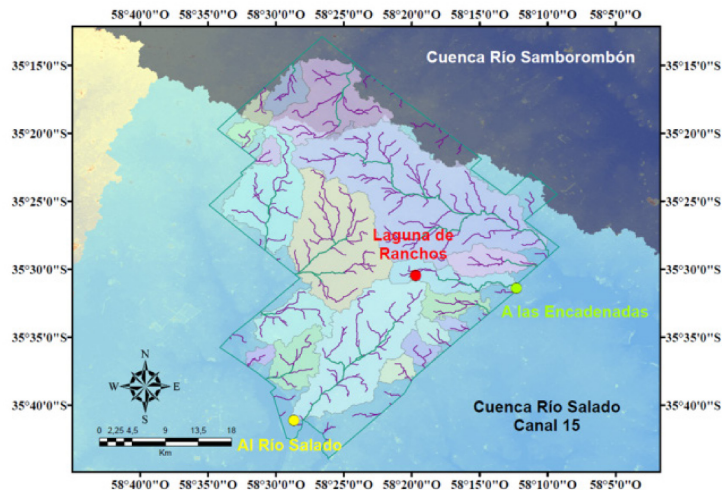 58°40'0"O 58°35'0"O 58°30'0"O 58°25'0"O 58°20'0"O 58°15'0"O 58°10'0"O 58°5'0"O
Cuenca Río Samborombón
35°15'0"S 35°15'0"S
35°20'0"S 35°20'0"S
35°25'0"S 35°25'0"S
Laguna de
Ranchos
35°30'0"S 35°30'0"S
A las Encadenadas
35°35'0"S 35°35'0"S
N
W E
S
35°40'0"S 35°40'0"S
Cuenca Río Salado
Canal 15
0 2,25 4,5 9 13,5 18
Km
Al Río Salado
58°40'0"O 58°35'0"O 58°30'0"O 58°25'0"O 58°20'0"O 58°15'0"O 58°10'0"O 58°5'0"O